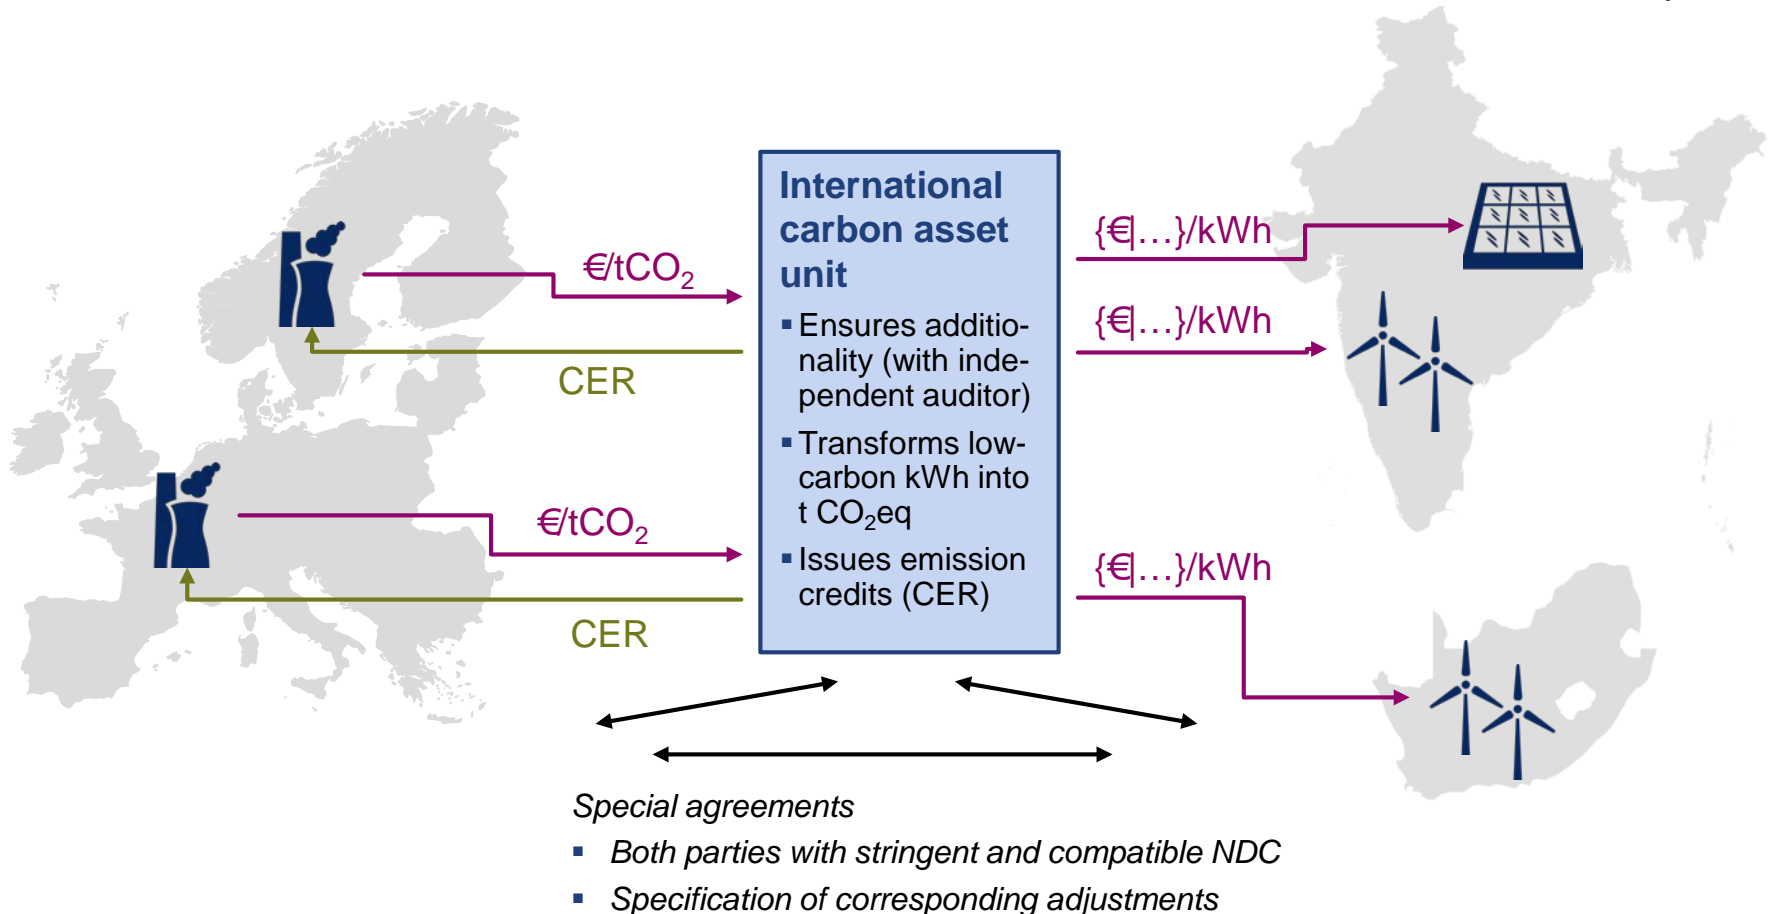 International
carbon asset
unit
▪ Ensures additio-
nality (with inde-
pendent auditor)
▪ Transforms low-
carbon kWh into
t CO₂eq
▪ Issues emission
credits (CER)
€/tCO₂
CER
€/tCO₂
CER
{€|…}/kWh
{€|…}/kWh
{€|…}/kWh
Special agreements
▪ Both parties with stringent and compatible NDC
▪ Specification of corresponding adjustments